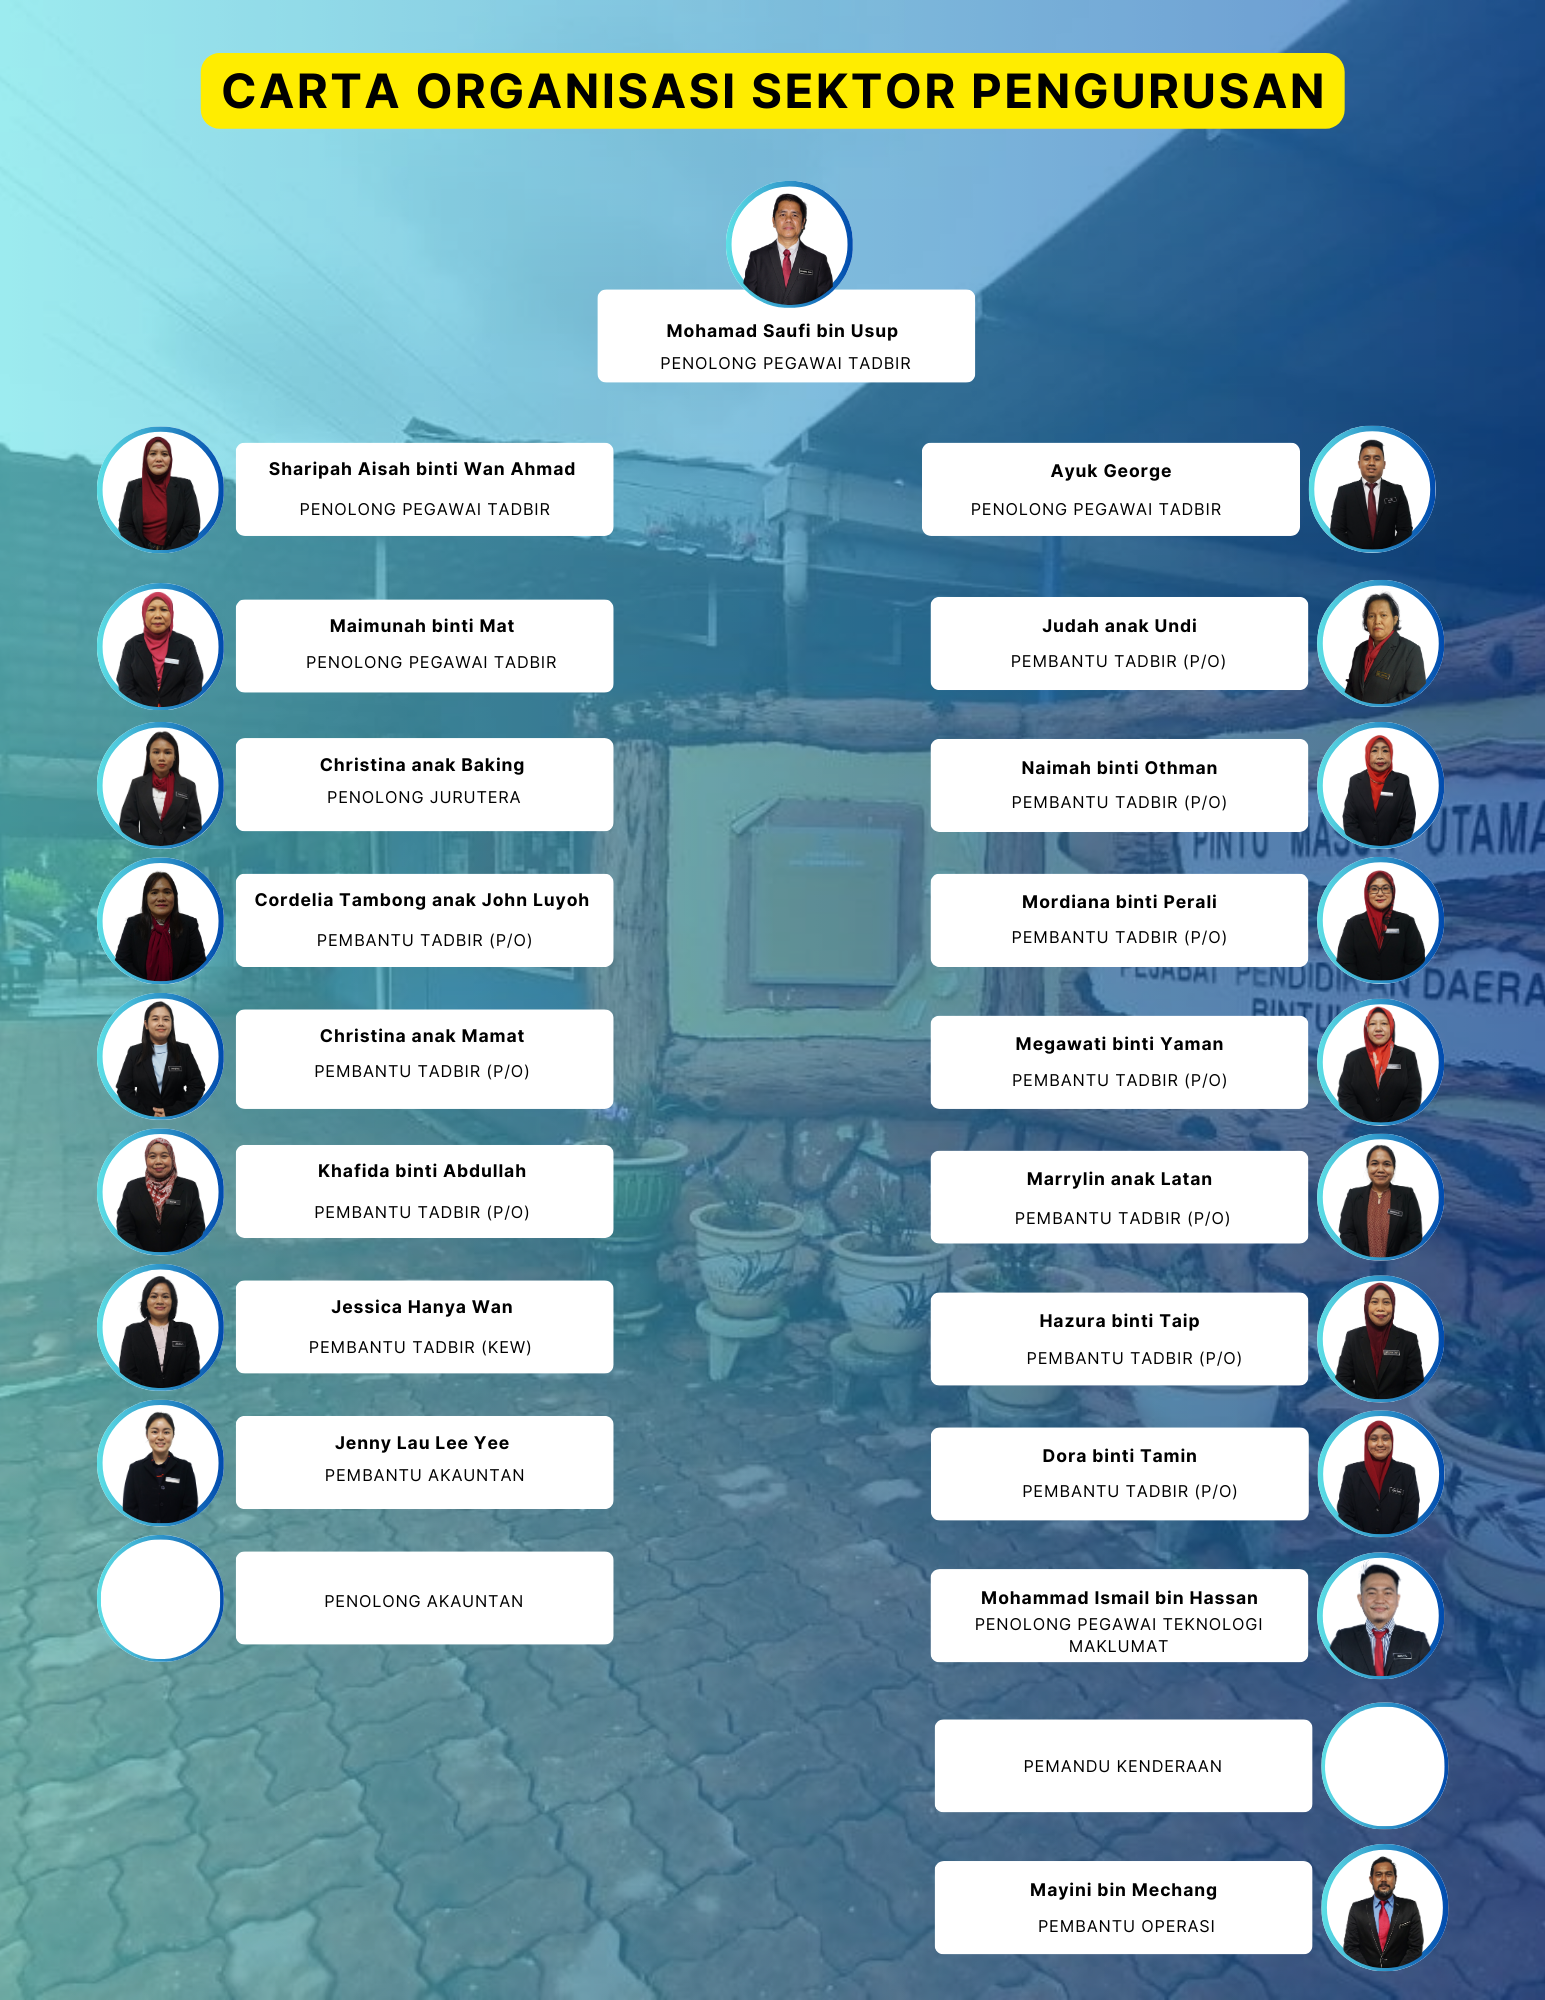 CARTA ORGANISASI SEKTOR PENGURUSAN
Mohamad Saufi bin Usup
PENOLONG PEGAWAI TADBIR
Sharipah Aisah binti Wan Ahmad
PENOLONG PEGAWAI TADBIR
Maimunah binti Mat
PENOLONG PEGAWAI TADBIR
Christina anak Baking
PENOLONG JURUTERA
Cordelia Tambong anak John Luyoh
PEMBANTU TADBIR (P/O)
Christina anak Mamat
PEMBANTU TADBIR (P/O)
Khafida binti Abdullah
PEMBANTU TADBIR (P/O)
Jessica Hanya Wan
PEMBANTU TADBIR (KEW)
Jenny Lau Lee Yee
PEMBANTU AKAUNTAN
PENOLONG AKAUNTAN
Ayuk George
PENOLONG PEGAWAI TADBIR
Judah anak Undi
PEMBANTU TADBIR (P/O)
Naimah binti Othman
PEMBANTU TADBIR (P/O)
Mordiana binti Perali
PEMBANTU TADBIR (P/O)
Megawati binti Yaman
PEMBANTU TADBIR (P/O)
Marrylin anak Latan
PEMBANTU TADBIR (P/O)
Hazura binti Taip
PEMBANTU TADBIR (P/O)
Dora binti Tamin
PEMBANTU TADBIR (P/O)
Mohammad Ismail bin Hassan
PENOLONG PEGAWAI TEKNOLOGI
MAKLUMAT
PEMANDU KENDERAAN
Mayini bin Mechang
PEMBANTU OPERASI
PINTU MASUK UTAMA
PEJABAT PENDIDIKAN DAERA
BINTU